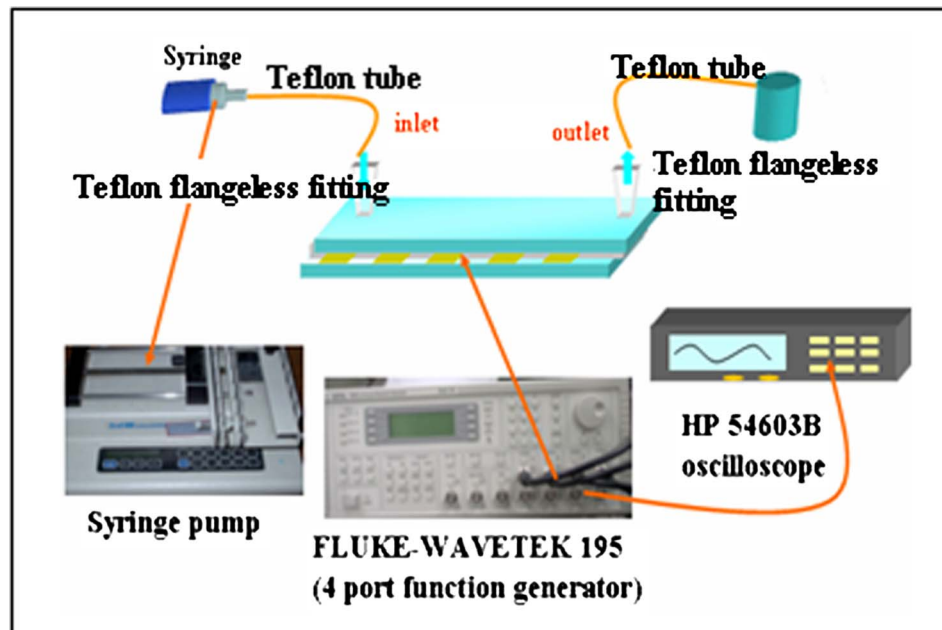 Syringe
Teflon tube
Teflon tube
inlet
outlet
Teflon flangeless fitting
Teflon flangeless
fitting
HP 54603B
oscilloscope
Syringe pump
FLUKE-WAVETEK 195
(4 port function generator)